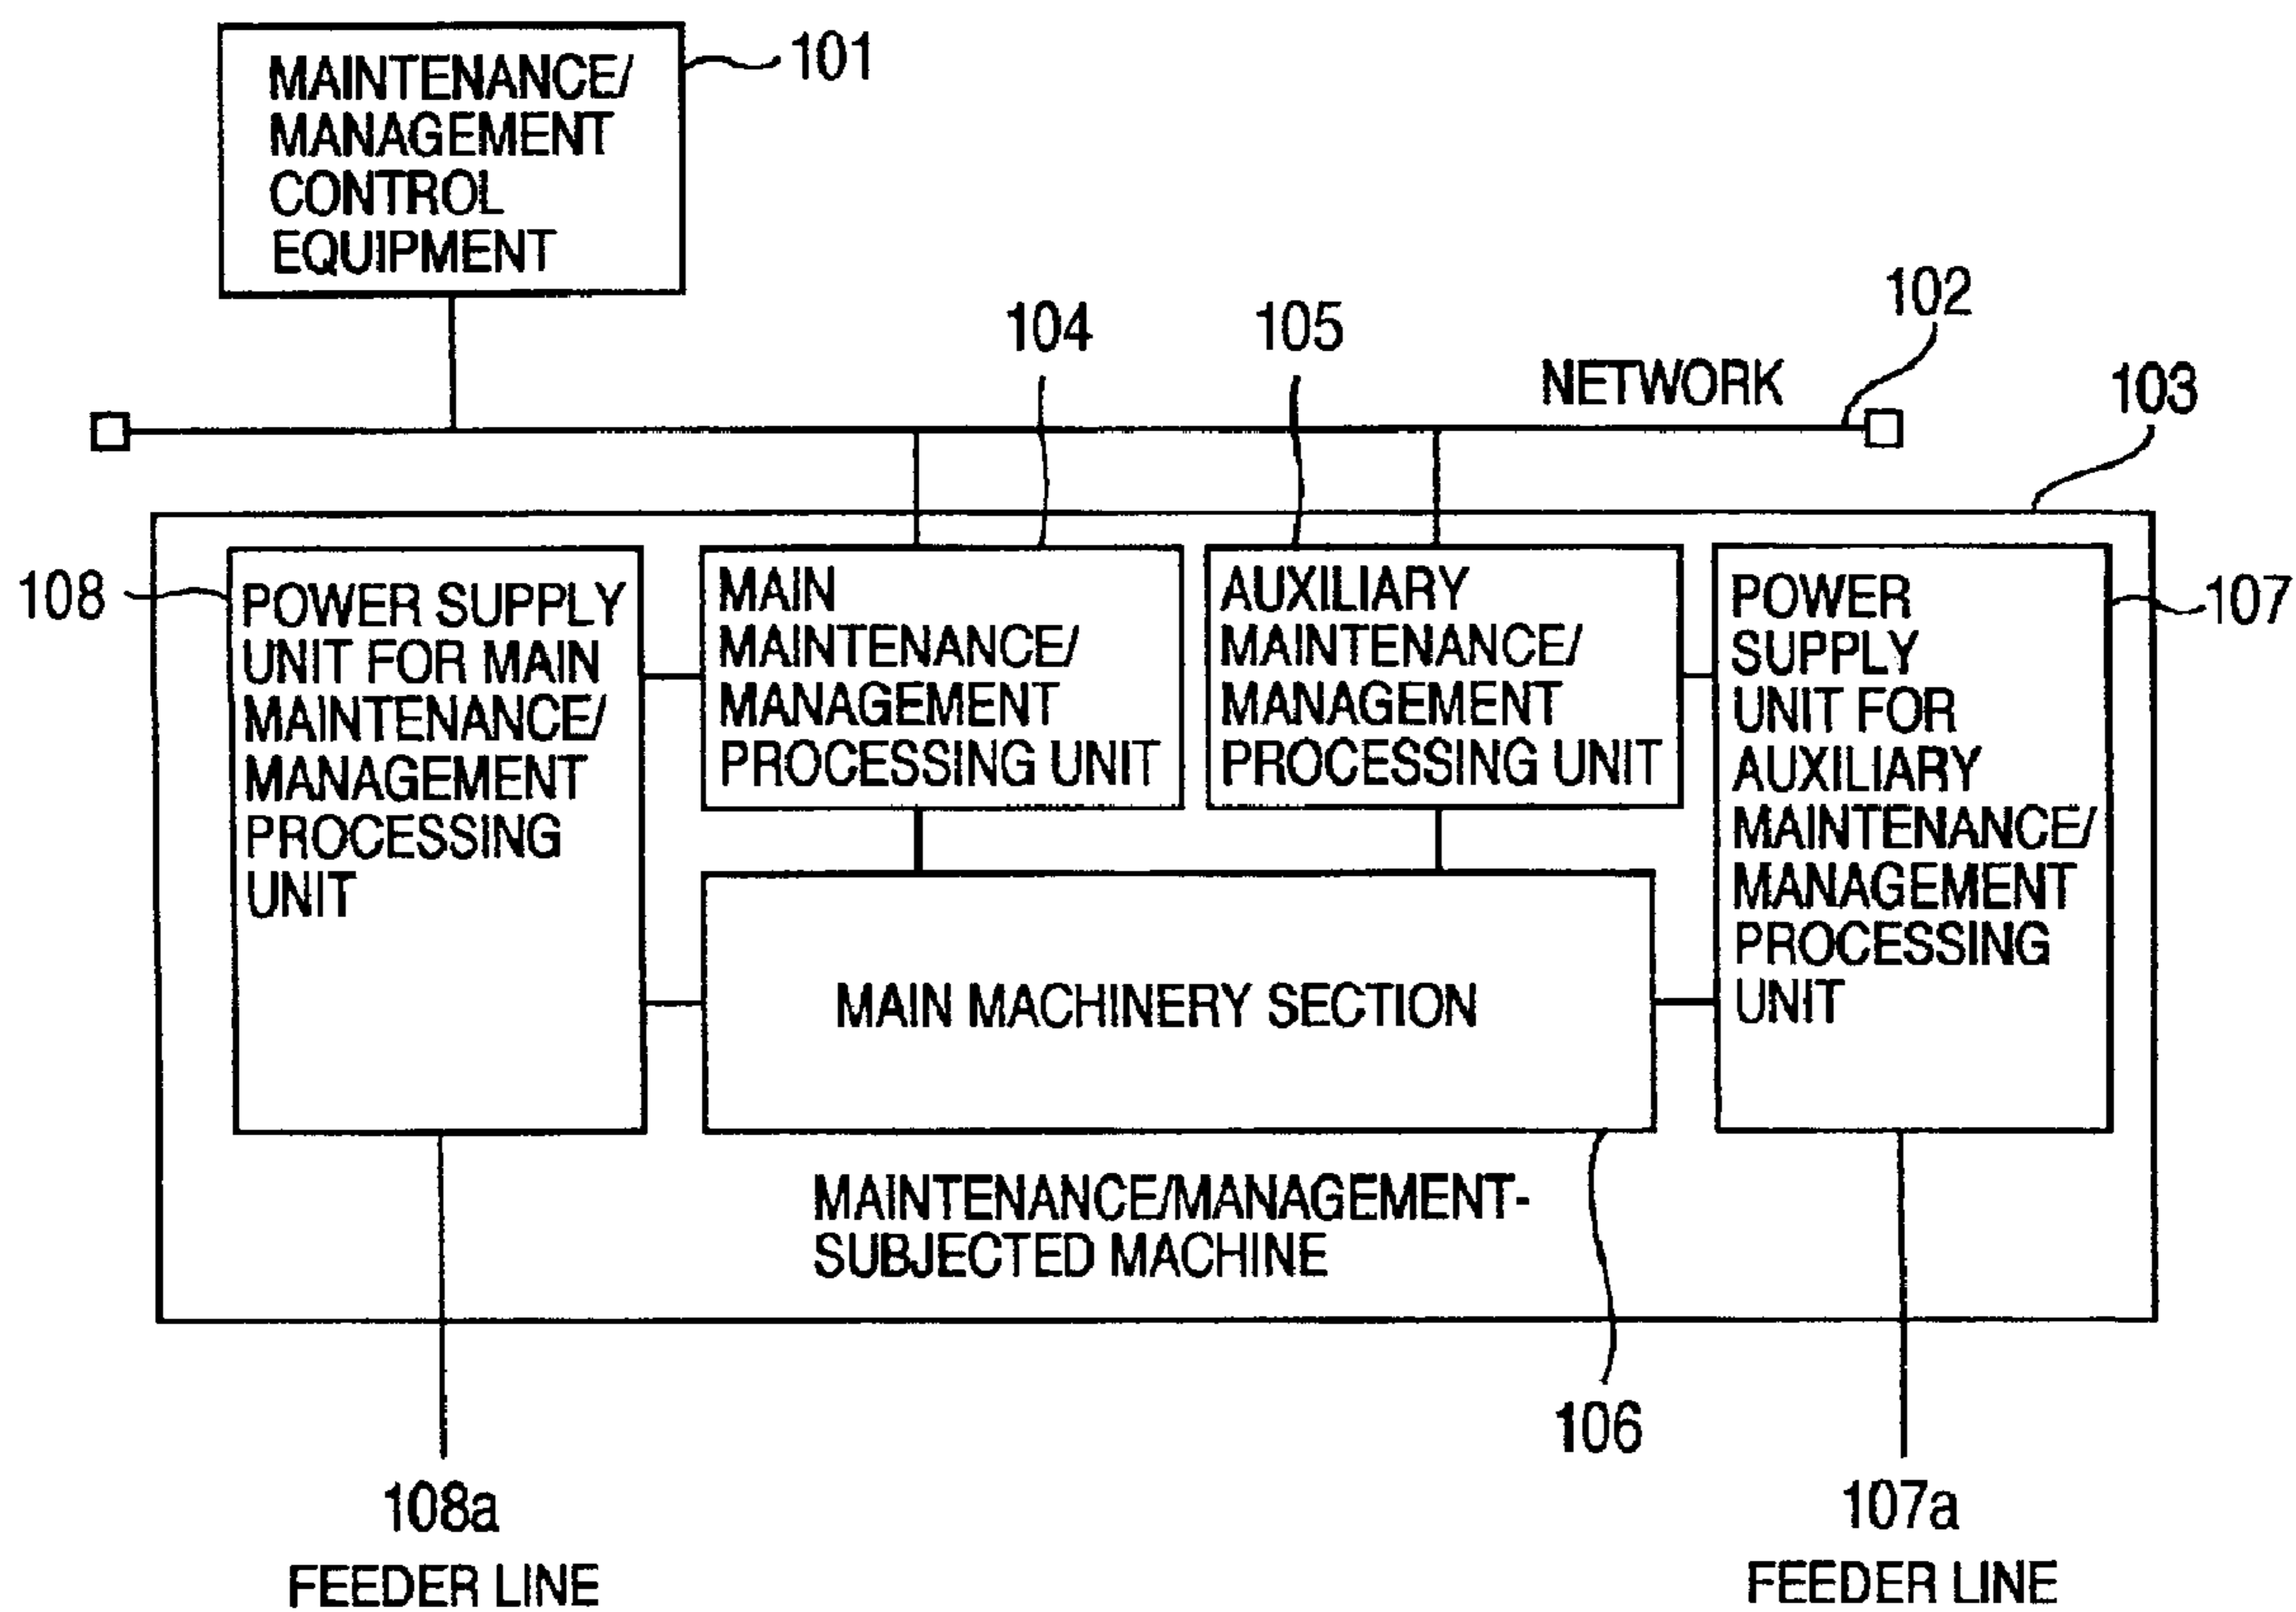 MAINTENANCE/
MANAGEMENT
CONTROL
EQUIPMENT
101
104
105
NETWORK
102
103
108
POWER SUPPLY
UNIT FOR MAIN
MAINTENANCE/
MANAGEMENT
PROCESSING
UNIT
MAIN
MAINTENANCE/
MANAGEMENT
PROCESSING UNIT
AUXILIARY
MAINTENANCE/
MANAGEMENT
PROCESSING UNIT
POWER
SUPPLY
UNIT FOR
AUXILIARY
MAINTENANCE/
MANAGEMENT
PROCESSING
UNIT
107
MAIN MACHINERY SECTION
MAINTENANCE/MANAGEMENT-
SUBJECTED MACHINE
106
108a
FEEDER LINE
107a
FEEDER LINE